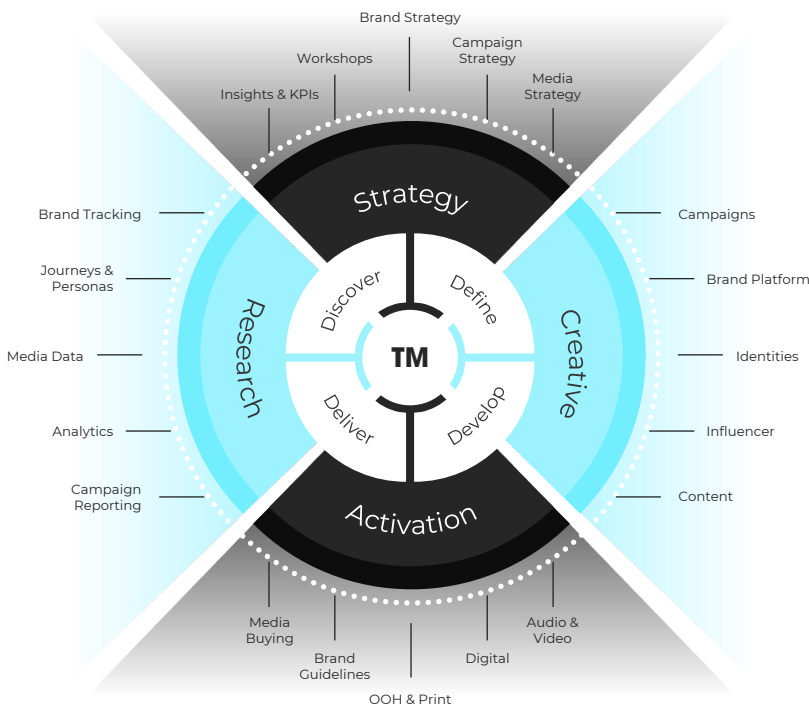 Brand Strategy
Workshops
Campaign
Strategy
Insights & KPIs
Media
Strategy
Strategy
Brand Tracking
Campaigns
Journeys &
Personas
Brand Platform
Discover
Define
Research
TM
Creative
Media Data
Identities
Deliver
Develop
Analytics
Influencer
Campaign
Reporting
Content
Activation
Media
Buying
Audio &
Video
Brand
Guidelines
Digital
OOH & Print